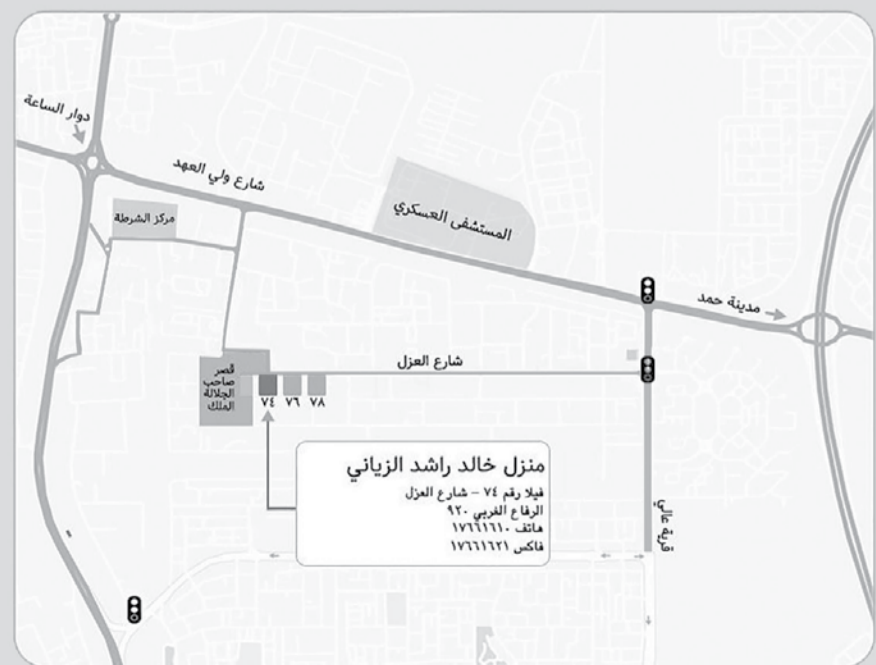 دوار الساعة
شارع ولي العهد
مركز الشرطة
المستشفى العسكري
مدينة حمد
شارع العزل
قصر
صاحب
الجلالة
الملك
٧٤ ٧٦ ٧٨
منزل خالد راشد الزياني
فيلا رقم ٧٤ – شارع العزل
الرفاع الغربي ٩٢٠
هاتف ١٧٦٦١٦١٠
فاكس ١٧٦٦١٦٢١
قرية عالي